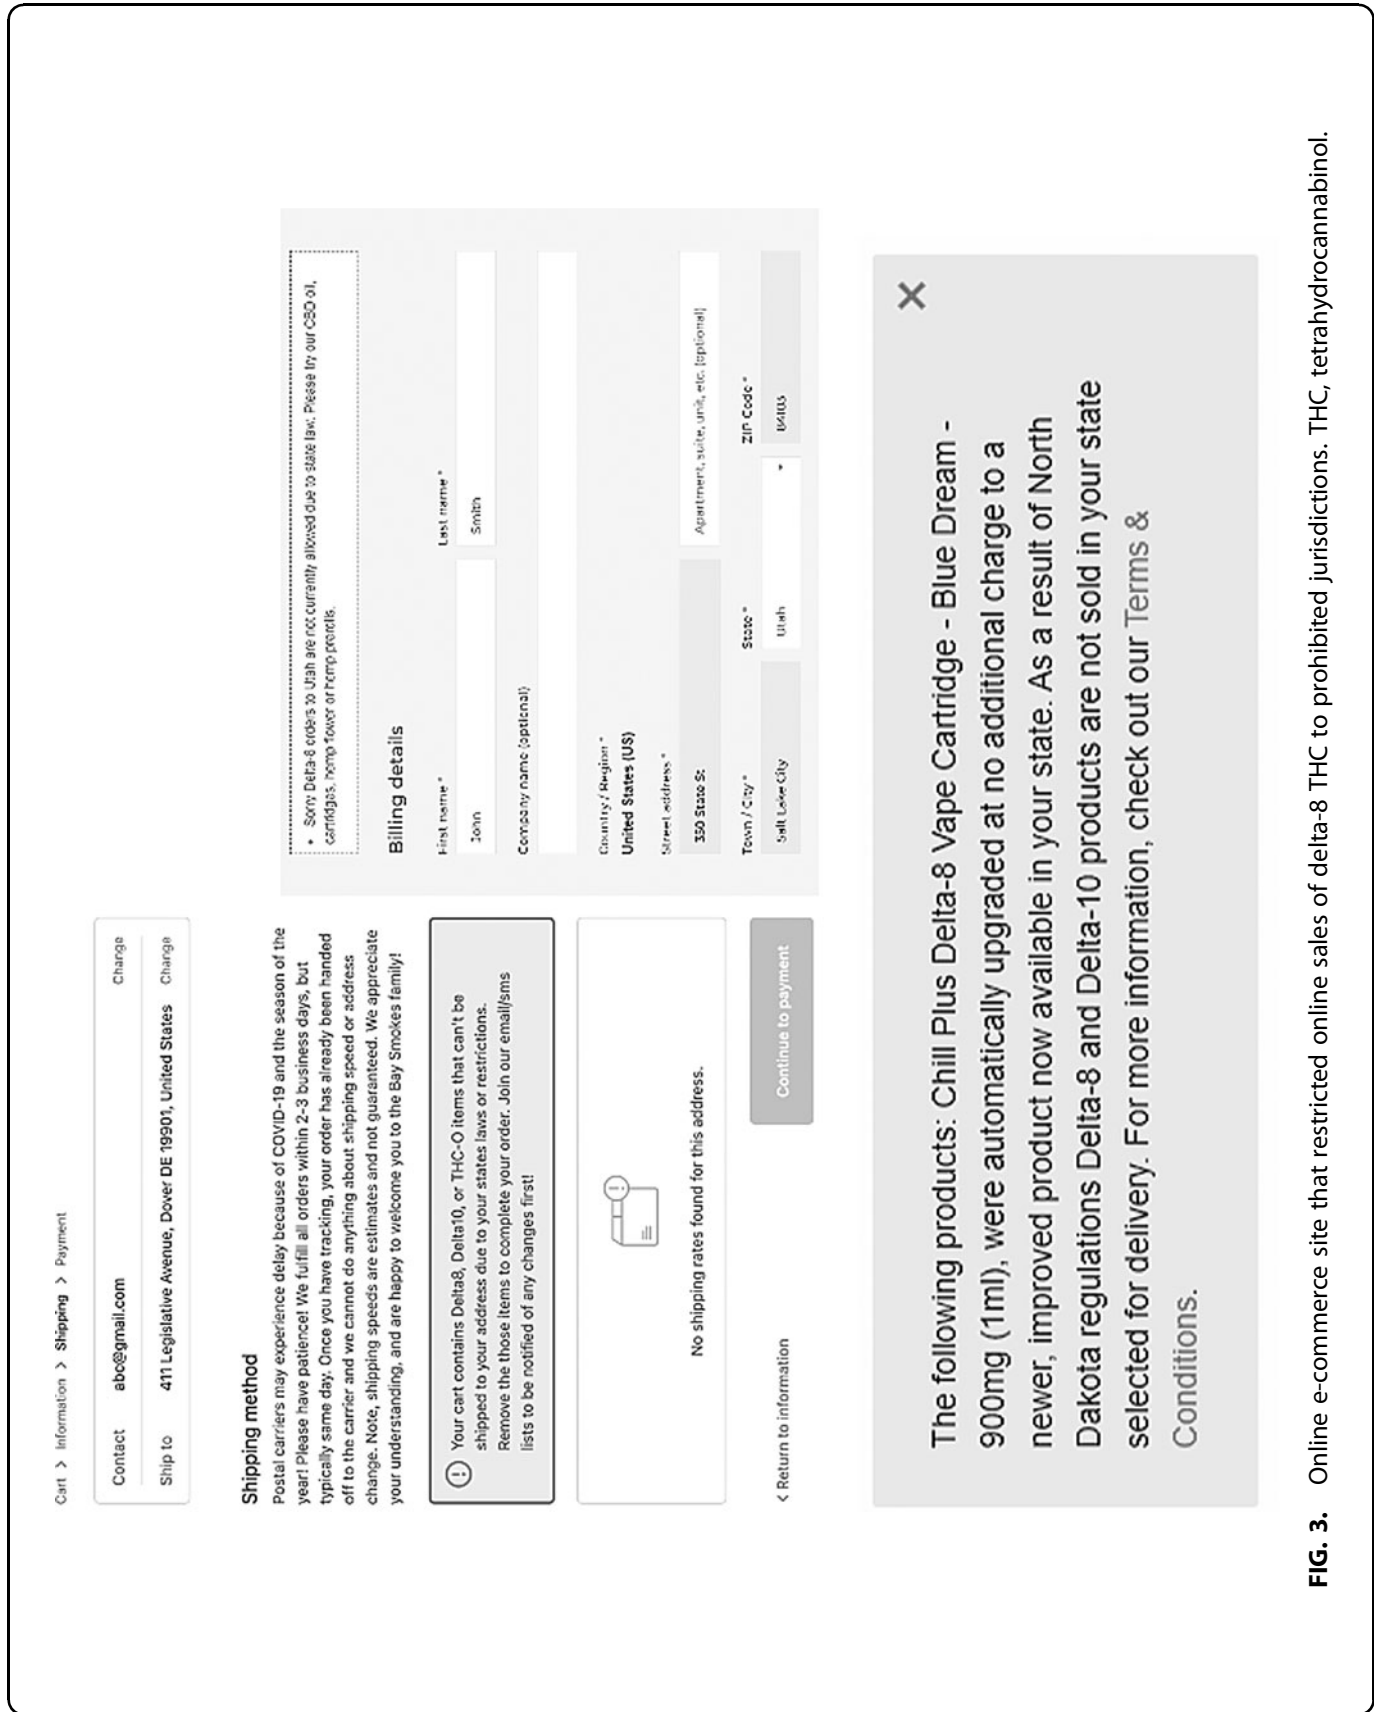 Cart > Information > Shipping > Payment
Contact abc@gmail.com Change
Ship to 411 Legislative Avenue, Dover DE 19901, United States Change
Shipping method
Postal carriers may experience delay because of COVID-19 and the season of the
year! Please have patience! We fulfill all orders within 2-3 business days, but
typically same day. Once you have tracking, your order has already been handed
off to the carrier and we cannot do anything about shipping speed or address
change. Note, shipping speeds are estimates and not guaranteed. We appreciate
your understanding, and are happy to welcome you to the Bay Smokes family!
Your cart contains Delta8, Delta10, or THC-O items that can't be
shipped to your address due to your states laws or restrictions.
Remove the those items to complete your order. Join our email/sms
lists to be notified of any changes first!
No shipping rates found for this address.
< Return to information Continue to payment
• Sorry Delta-8 orders to Utah are not currently allowed due to state law. Please try our CBD oil,
cartridges, hemp flower or hemp prerolls.
Billing details
First name * Last name *
John Smith
Company name (optional)
Country / Region *
United States (US)
Street address *
350 State St Apartment, suite, unit, etc. (optional)
Town / City * State * ZIP Code *
Salt Lake City Utah 84103
The following products: Chill Plus Delta-8 Vape Cartridge - Blue Dream -
900mg (1ml), were automatically upgraded at no additional charge to a
newer, improved product now available in your state. As a result of North
Dakota regulations Delta-8 and Delta-10 products are not sold in your state
selected for delivery. For more information, check out our Terms &
Conditions.
FIG. 3. Online e-commerce site that restricted online sales of delta-8 THC to prohibited jurisdictions. THC, tetrahydrocannabinol.